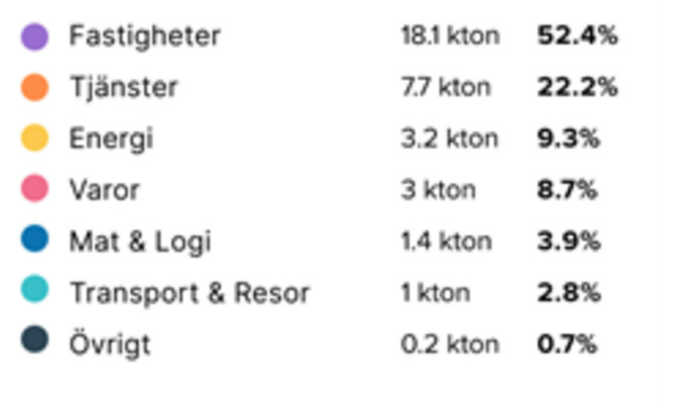 Fastigheter 18.1 kton 52.4%
Tjänster 7.7 kton 22.2%
Energi 3.2 kton 9.3%
Varor 3 kton 8.7%
Mat & Logi 1.4 kton 3.9%
Transport & Resor 1 kton 2.8%
Övrigt 0.2 kton 0.7%